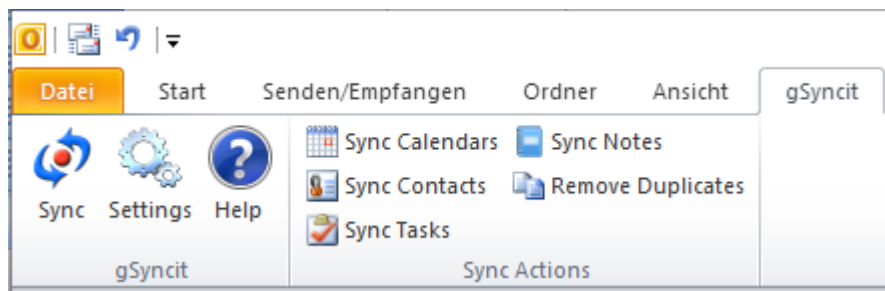 Datei Start Senden/Empfangen Ordner Ansicht gSyncit
Sync Calendars Sync Notes
Sync Contacts Remove Duplicates
Sync Settings Help
Sync Tasks
gSyncit Sync Actions